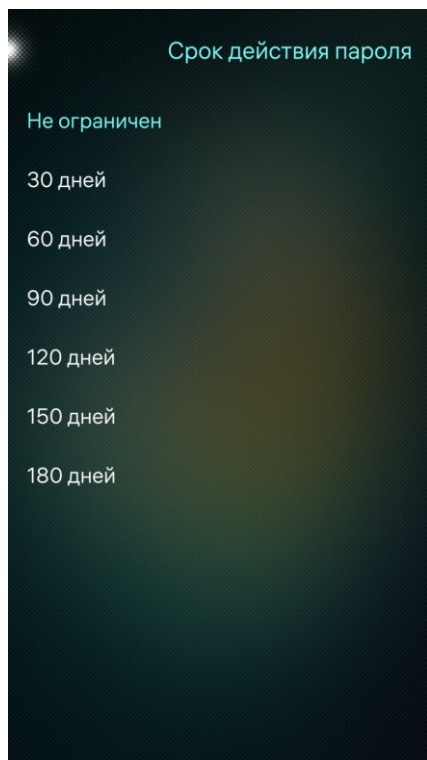 Срок действия пароля
Не ограничен
30 дней
60 дней
90 дней
120 дней
150 дней
180 дней